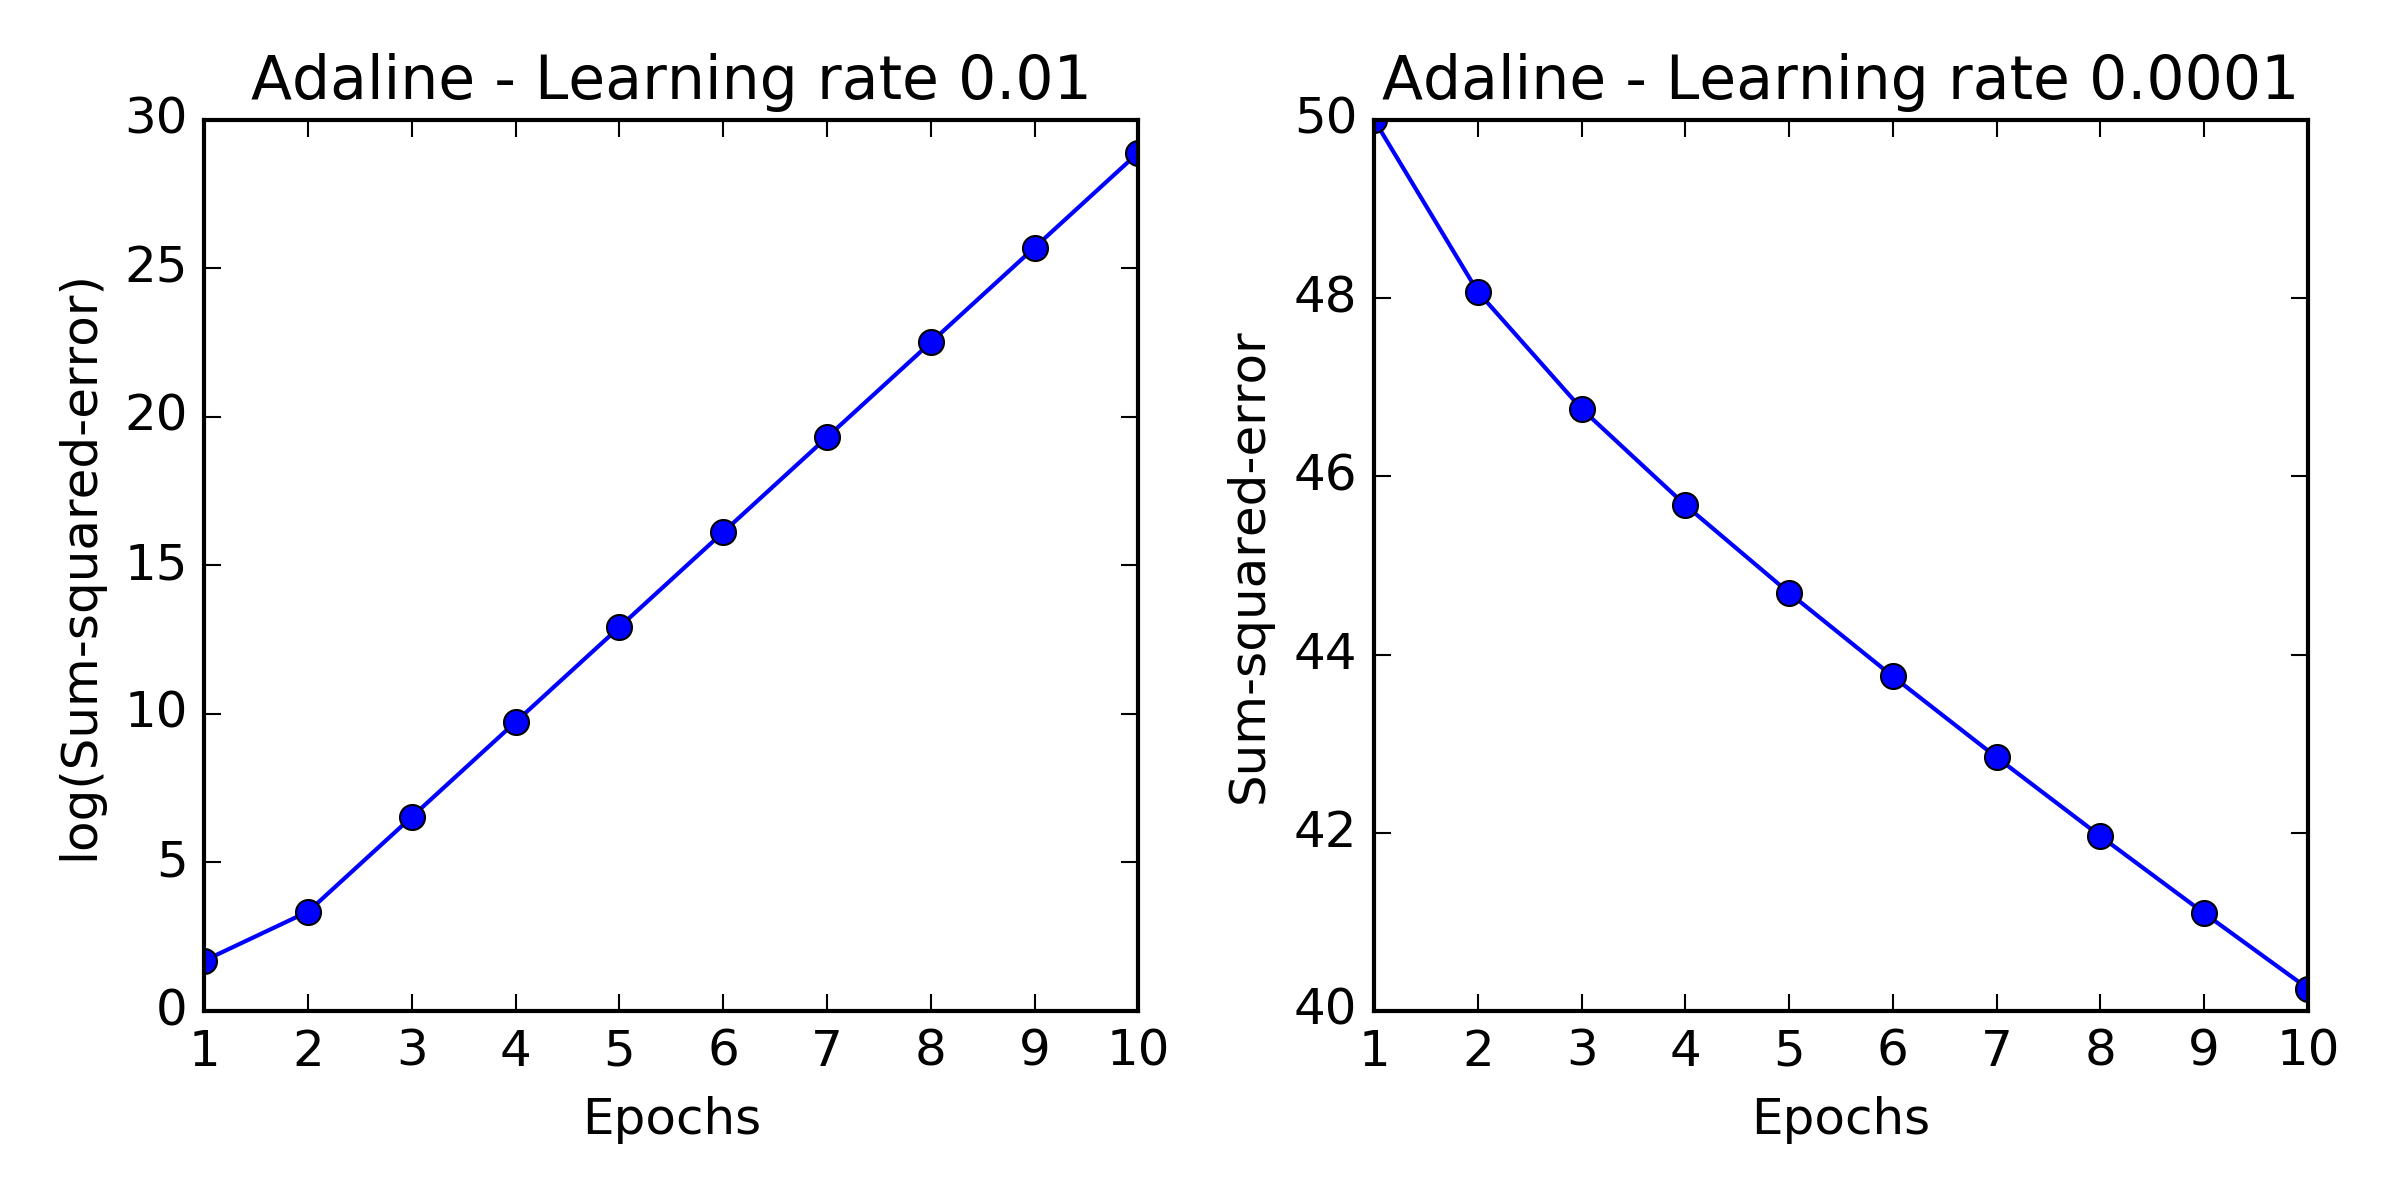 Adaline - Learning rate 0.01
30
25
20
15
10
5
0
log(Sum-squared-error)
1 2 3 4 5 6 7 8 9 10
Epochs
Adaline - Learning rate 0.0001
50
48
46
44
42
40
Sum-squared-error
1 2 3 4 5 6 7 8 9 10
Epochs